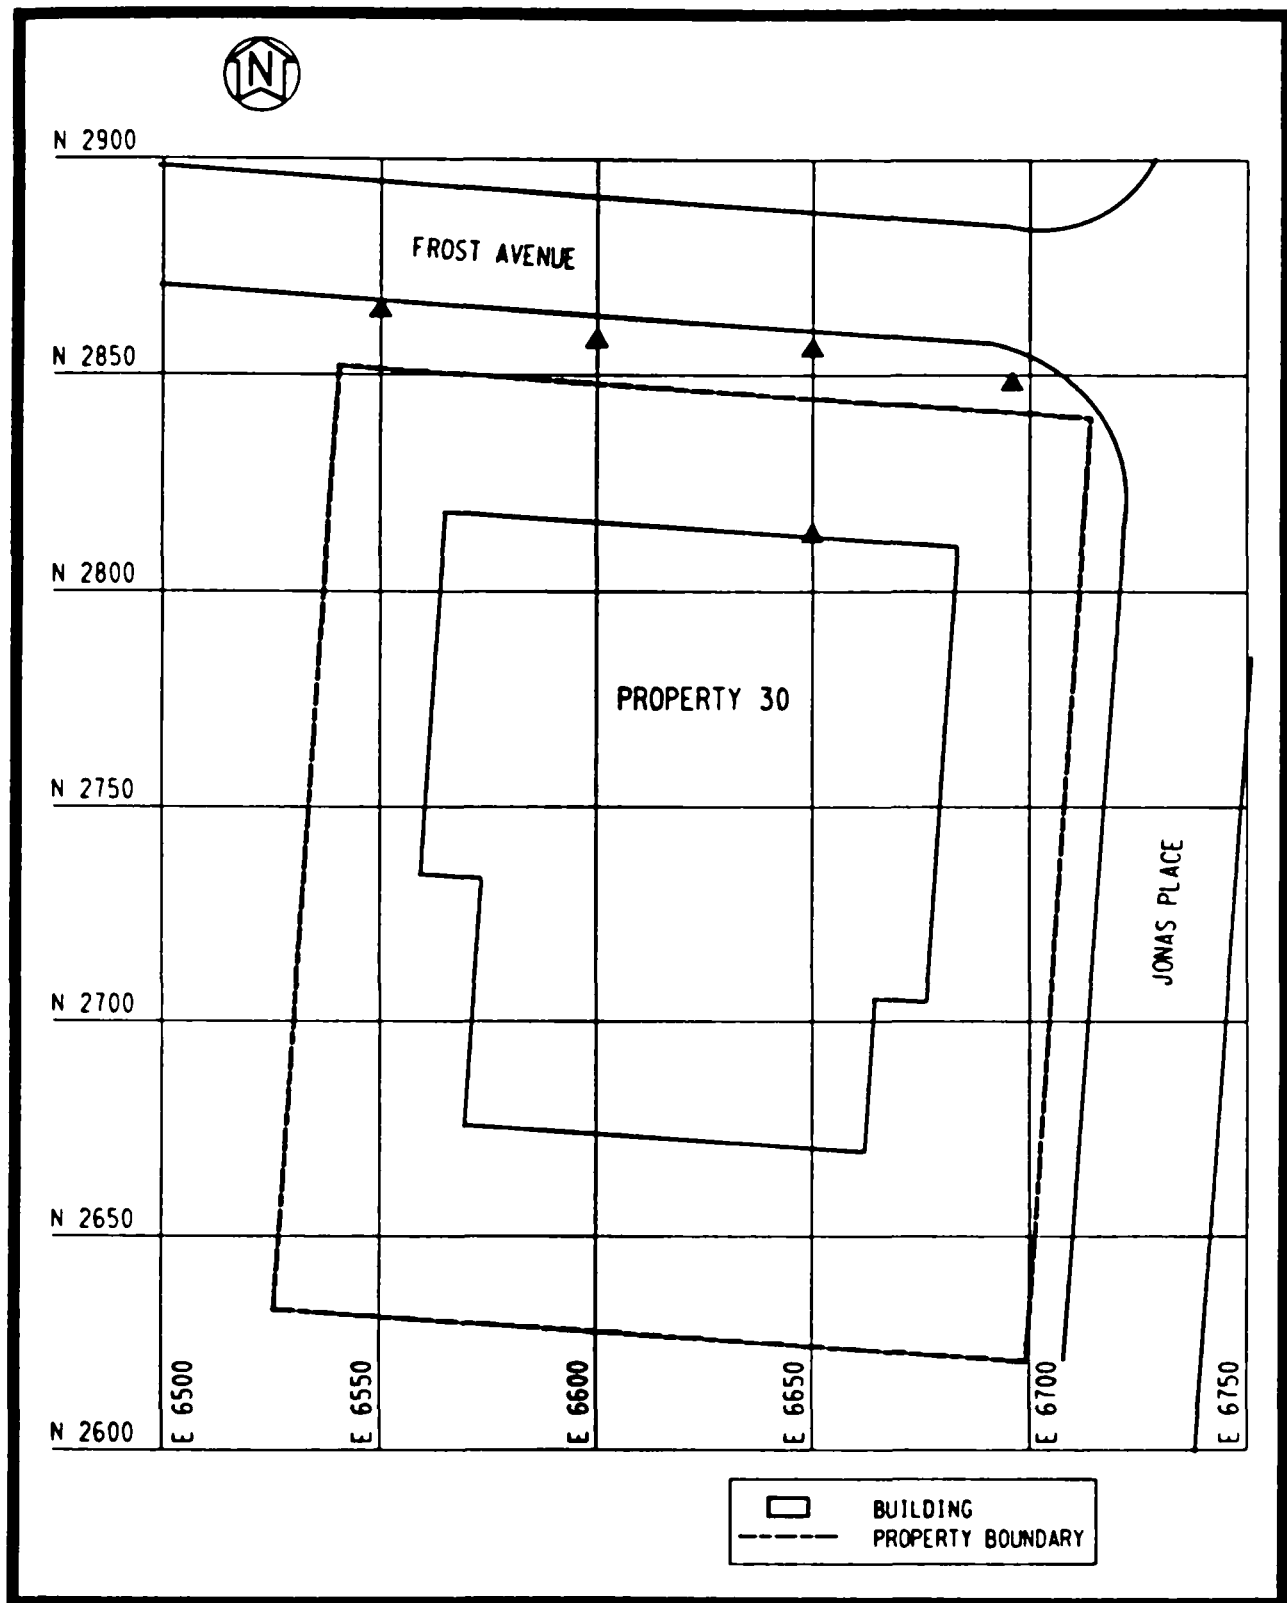 N
N 2900
FROST AVENUE
N 2850
N 2800
PROPERTY 30
N 2750
JONAS PLACE
N 2700
N 2650
E 6500
E 6550
E 6600
E 6650
E 6700
E 6750
N 2600
BUILDING
PROPERTY BOUNDARY